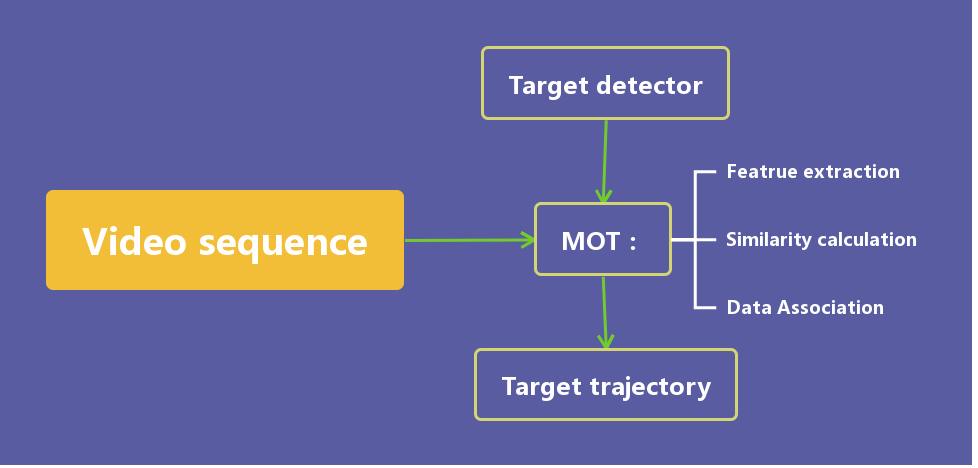 Target detector
Featrue extraction
Video sequence
MOT :
Similarity calculation
Data Association
Target trajectory